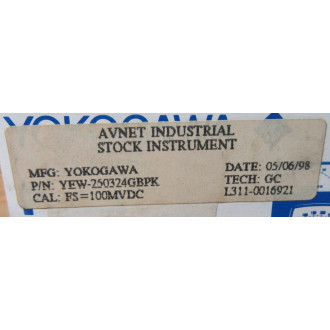 YOKOGAWA
AVNET INDUSTRIAL
STOCK INSTRUMENT
MFG: YOKOGAWA DATE: 05/06/98
P/N: YEW-250324GBPK TECH: GC
CAL: FS=100MVDC L311-0016921